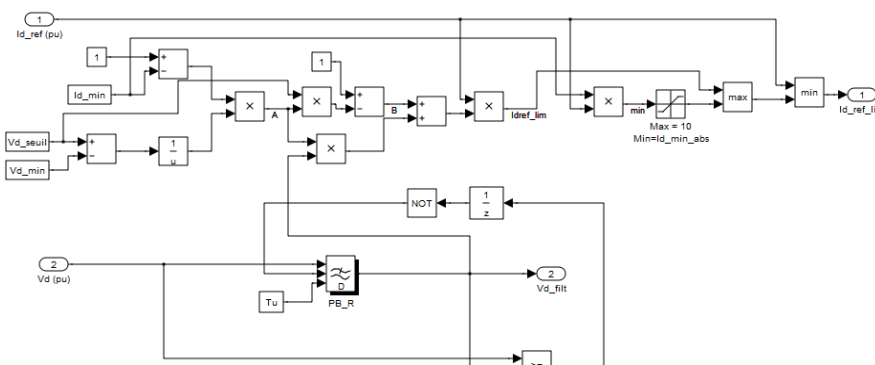 1
Id_ref (pu)
1
Id_min
Vd_seuil
Vd_min
1
u
×
A
1
×
×
B
×
Idref_lim
×
min
Max = 10
Min=Id_min_abs
max
min
1
NOT
1
z
2
Vd (pu)
Tu
D
PB_R
2
Vd_filt